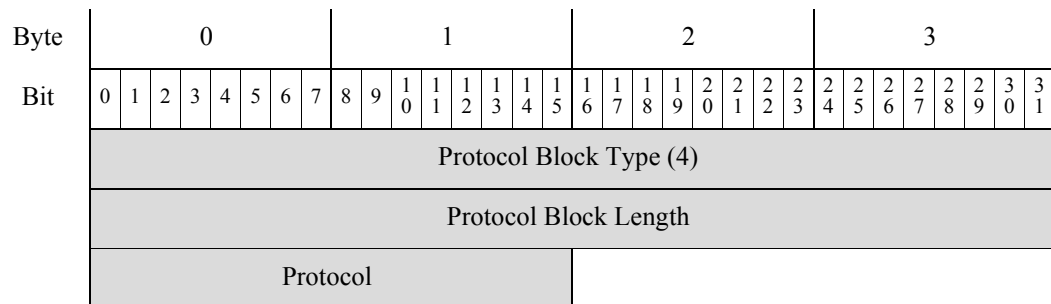 Byte 0 1 2 3
Bit 0 1 2 3 4 5 6 7 8 9 10 11 12 13 14 15 16 17 18 19 20 21 22 23 24 25 26 27 28 29 30 31
Protocol Block Type (4)
Protocol Block Length
Protocol